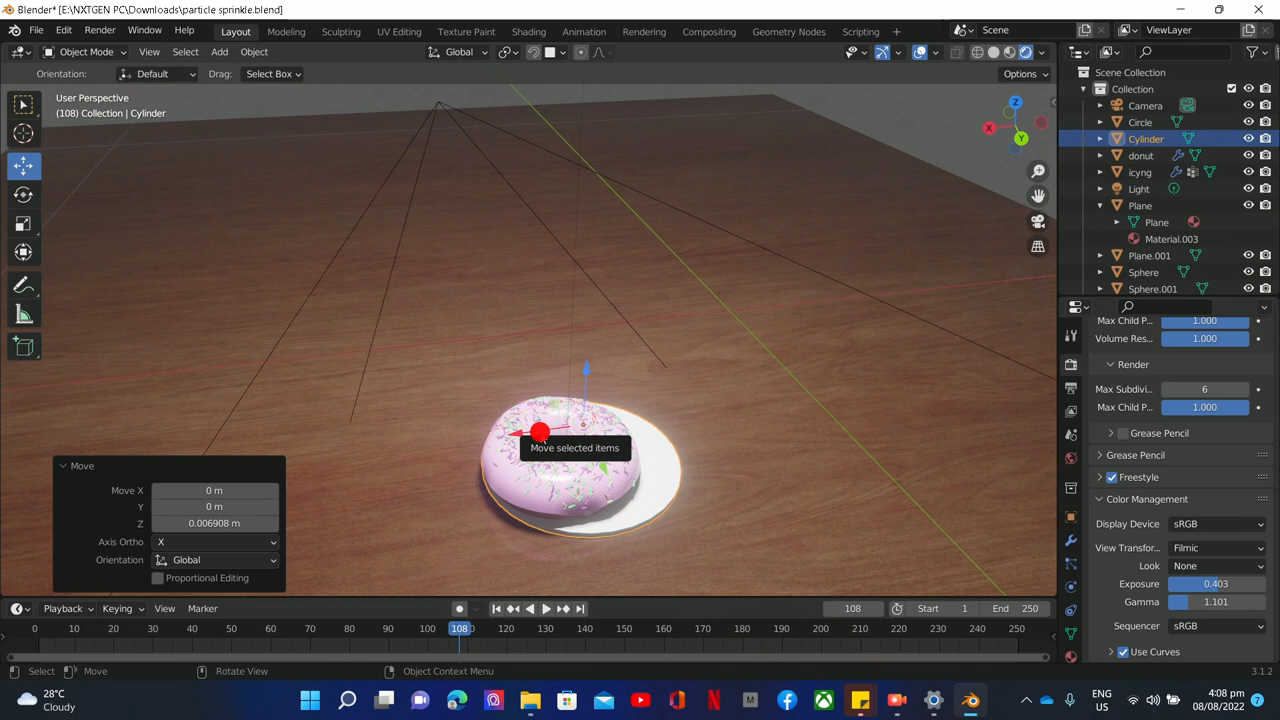 Blender* [E:\NXTGEN PC\Downloads\particle sprinkle.blend]
File Edit Render Window Help Layout Modeling Sculpting UV Editing Texture Paint Shading Animation Rendering Compositing Geometry Nodes Scripting + Scene ViewLayer
Object Mode View Select Add Object Global
Orientation: Default Drag: Select Box Options
User Perspective
(108) Collection | Cylinder
Z
X
Y
Move selected items
Move
Move X 0 m
Y 0 m
Z 0.006908 m
Axis Ortho X
Orientation Global
Proportional Editing
Scene Collection
Collection
Camera
Circle
Cylinder
donut
icyng
Light
Plane
Plane
Material.003
Plane.001
Sphere
Sphere.001
Max Child P... 1.000
Volume Res... 1.000
Render
Max Subdivi... 6
Max Child P... 1.000
Grease Pencil
Grease Pencil
Freestyle
Color Management
Display Device sRGB
View Transfor... Filmic
Look None
Exposure 0.403
Gamma 1.101
Sequencer sRGB
Use Curves
Playback Keying View Marker 108 Start 1 End 250
0 10 20 30 40 50 60 70 80 90 100 108 120 130 140 150 160 170 180 190 200 210 220 230 240 250
Select Move Rotate View Object Context Menu 3.1.2
28°C
Cloudy
M
ENG
US
4:08 pm
08/08/2022
7